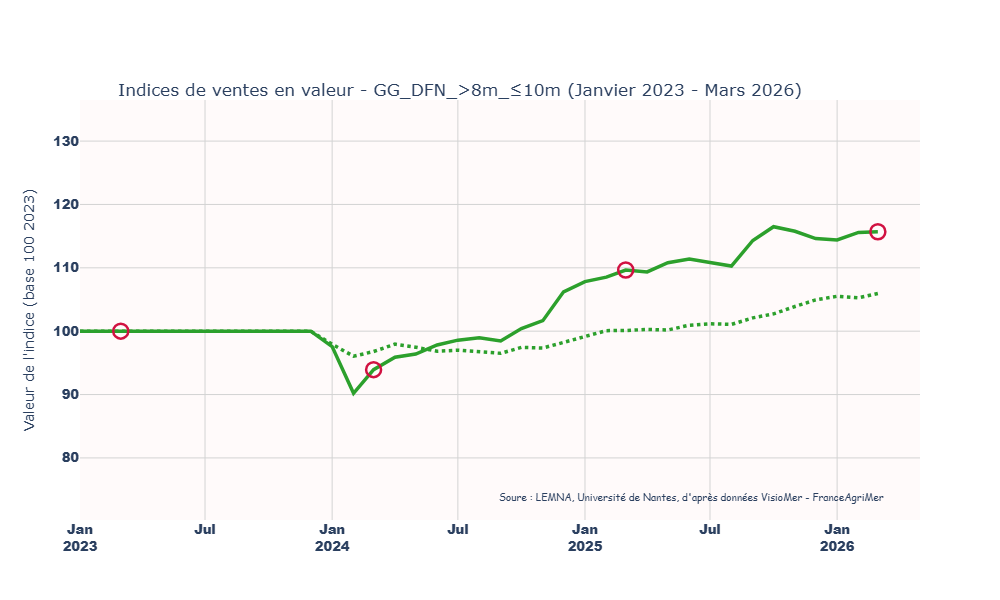 Indices de ventes en valeur - GG_DFN_>8m_≤10m (Janvier 2023 - Mars 2026)
Valeur de l'Indice (base 100 2023)
130
120
110
100
90
80
Soure : LEMNA, Université de Nantes, d'après données VisioMer - FranceAgriMer
Jan Jul Jan Jul Jan Jul Jan
2023 2024 2025 2026